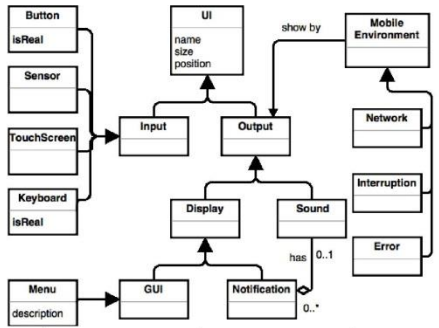 Button
isReal
Sensor
TouchScreen
Keyboard
isReal
UI
name
size
position
show by
Mobile
Environment
Input
Output
Network
Interruption
Error
Display
Sound
has
0..1
0..*
Menu
description
GUI
Notification